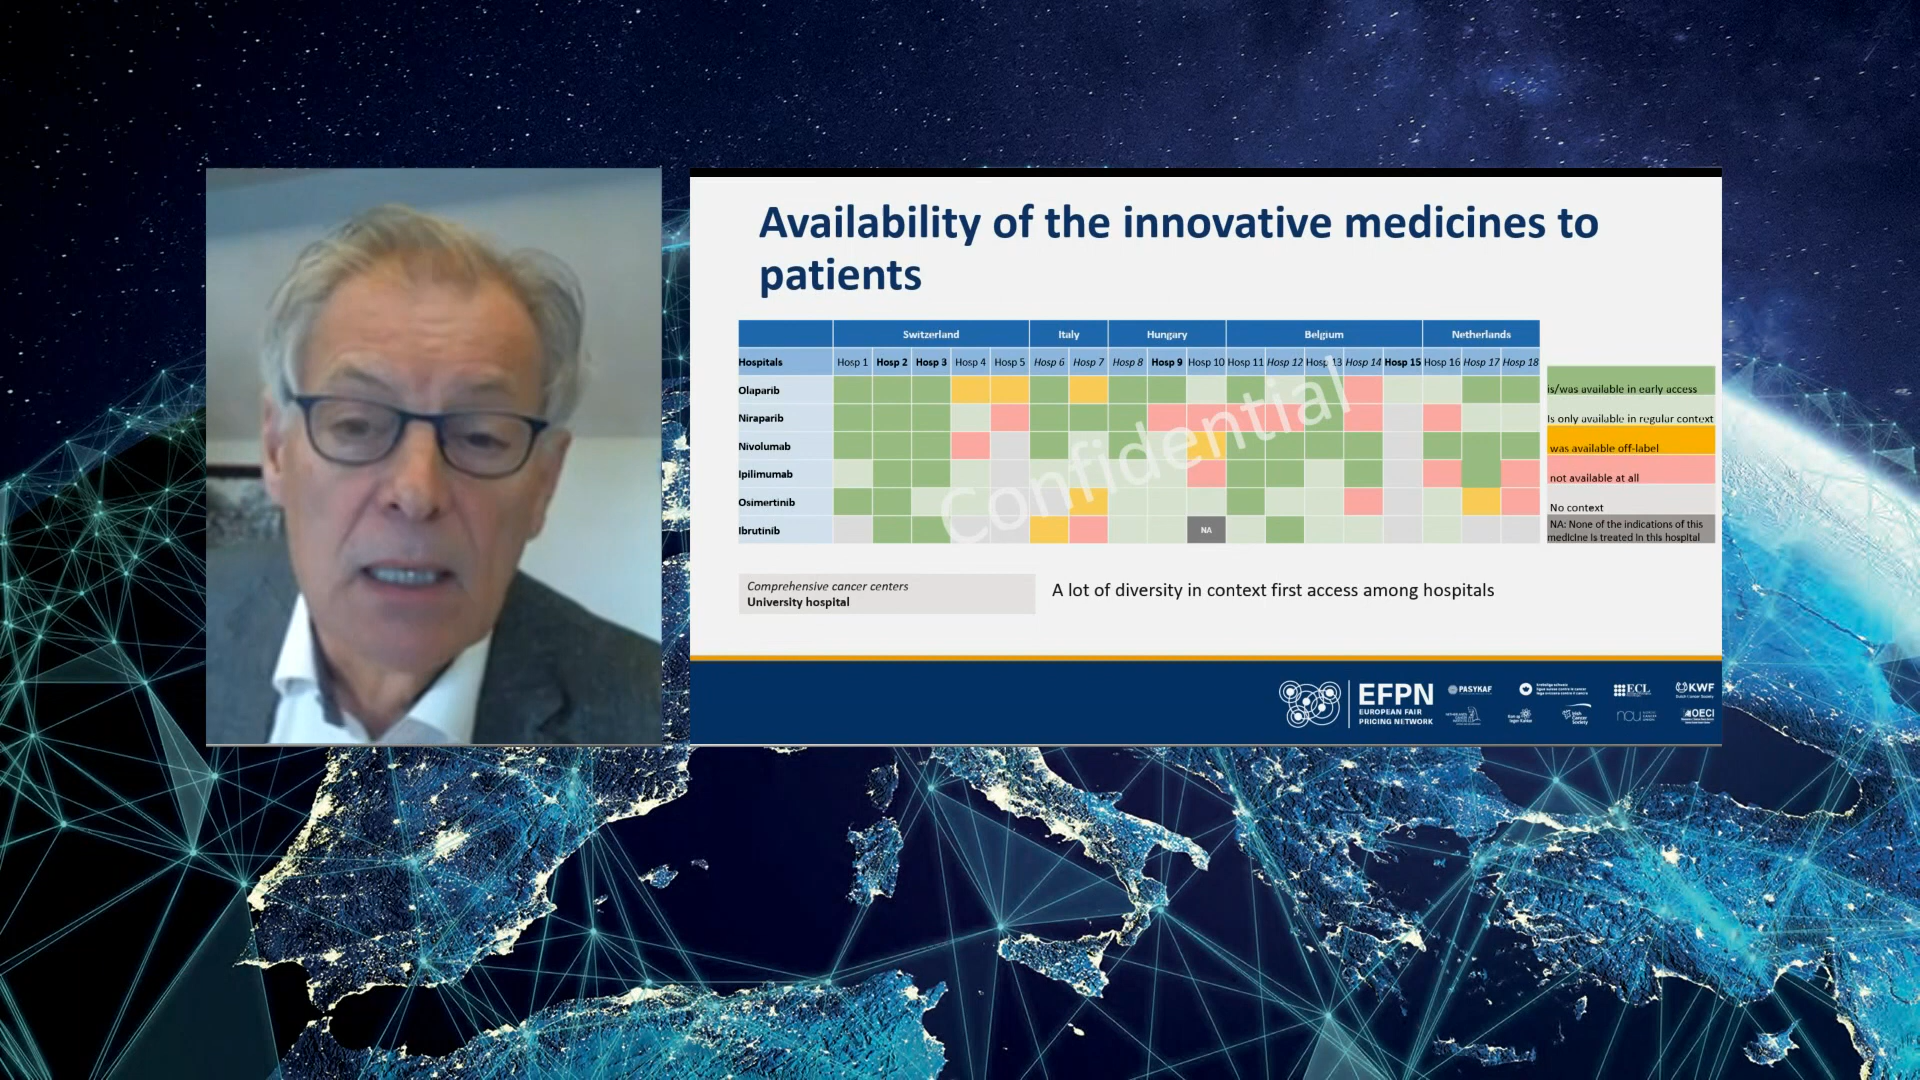 Availability of the innovative medicines to
patients
Switzerland Italy Hungary Belgium Netherlands
Hospitals Hosp 1 Hosp 2 Hosp 3 Hosp 4 Hosp 5 Hosp 6 Hosp 7 Hosp 8 Hosp 9 Hosp 10 Hosp 11 Hosp 12 Hosp 13 Hosp 14 Hosp 15 Hosp 16 Hosp 17 Hosp 18
Olaparib
Niraparib
Nivolumab
Ipilimumab
Osimertinib
Ibrutinib NA
Confidential
is/was available in early access
Is only available in regular context
was available off-label
not available at all
No context
NA: None of the indications of this
medicine is treated in this hospital
Comprehensive cancer centers
University hospital
A lot of diversity in context first access among hospitals
EFPN
EUROPEAN FAIR
PRICING NETWORK
PASYKAF
ECL
KWF
Irish
Cancer
Society
OECI